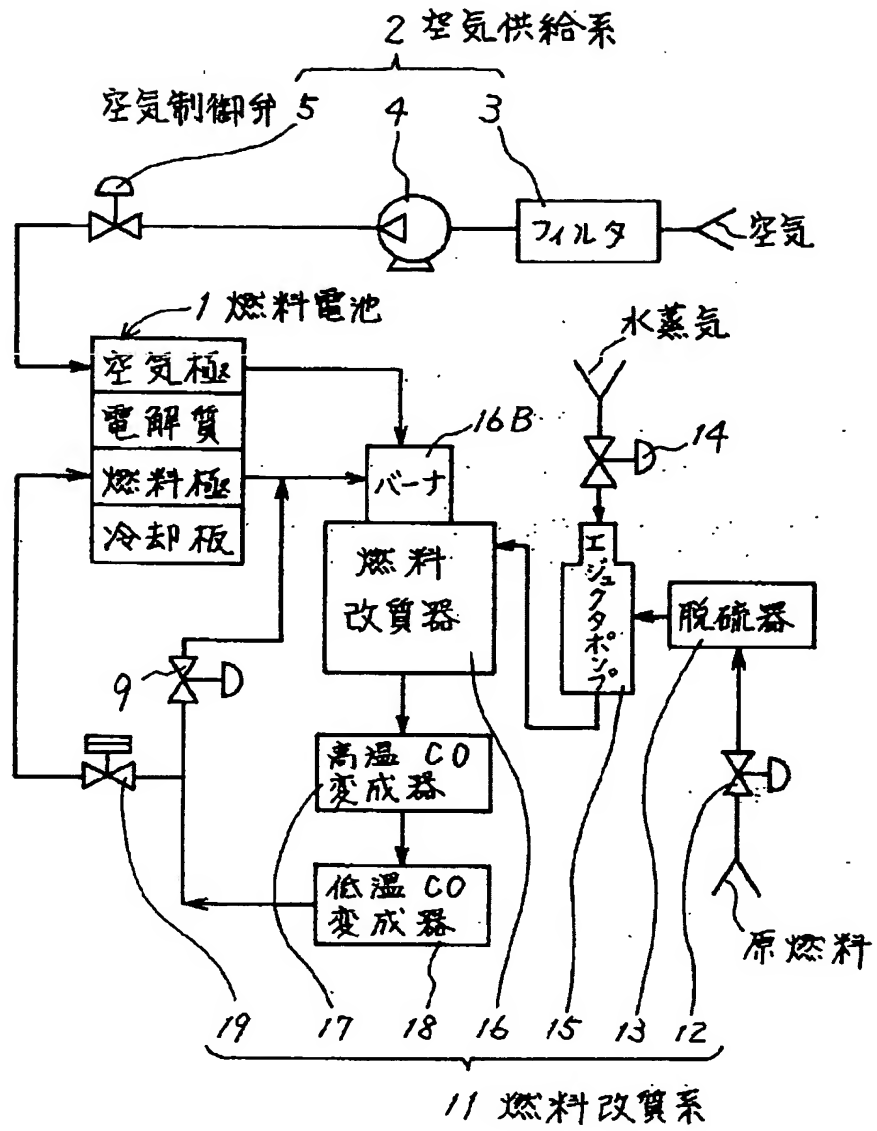 2 空気供給系
空気制御弁 5 4 3
フィルタ
空気
1 燃料電池
水蒸気
空気極
電解質
燃料極
冷却板
16B
14
バーナ
燃料
改質器
エジェクタポンプ
脱硫器
9
高温CO
変成器
低温CO
変成器
原燃料
19 17 18 16 15 13 12
11 燃料改質系